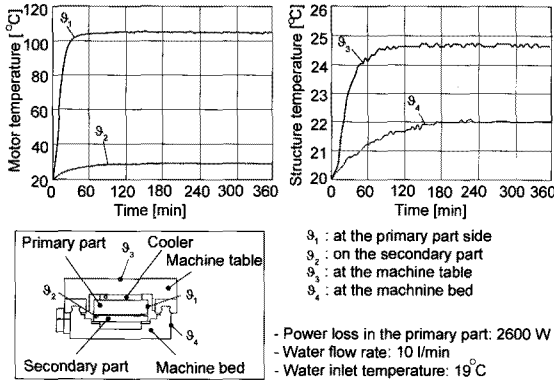 Motor temperature [°C]
120
100
80
60
40
20
0 60 120 180 240 300 360
Time [min]
ϑ1
ϑ2
Structure temperature [°C]
26
25
24
23
22
21
20
0 60 120 180 240 300 360
Time [min]
ϑ3
ϑ4
ϑ3
Primary part
Cooler
Machine table
ϑ2
ϑ1
ϑ4
Secondary part
Machine bed
ϑ1 : at the primary part side
ϑ2 : on the secondary part
ϑ3 : at the machine table
ϑ4 : at the machnine bed
- Power loss in the primary part: 2600 W
- Water flow rate: 10 l/min
- Water inlet temperature: 19°C